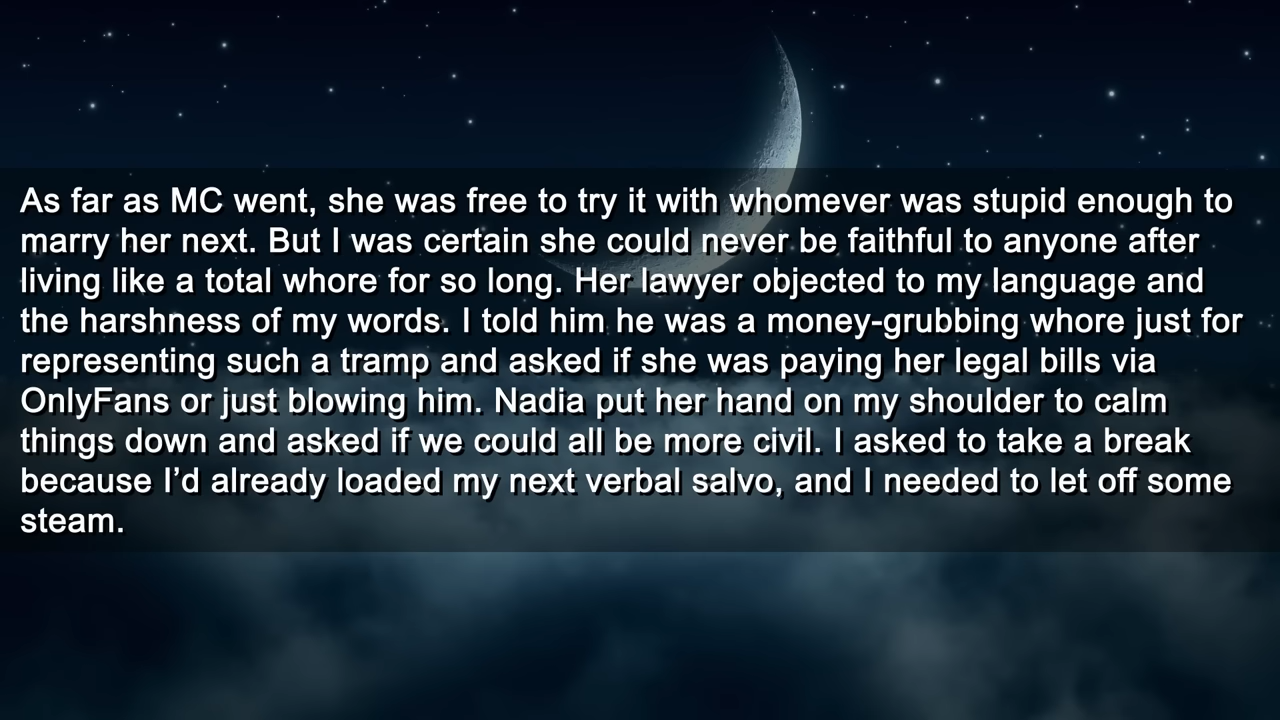 As far as MC went, she was free to try it with whomever was stupid enough to
marry her next. But I was certain she could never be faithful to anyone after
living like a total whore for so long. Her lawyer objected to my language and
the harshness of my words. I told him he was a money-grubbing whore just for
representing such a tramp and asked if she was paying her legal bills via
OnlyFans or just blowing him. Nadia put her hand on my shoulder to calm
things down and asked if we could all be more civil. I asked to take a break
because I’d already loaded my next verbal salvo, and I needed to let off some
steam.